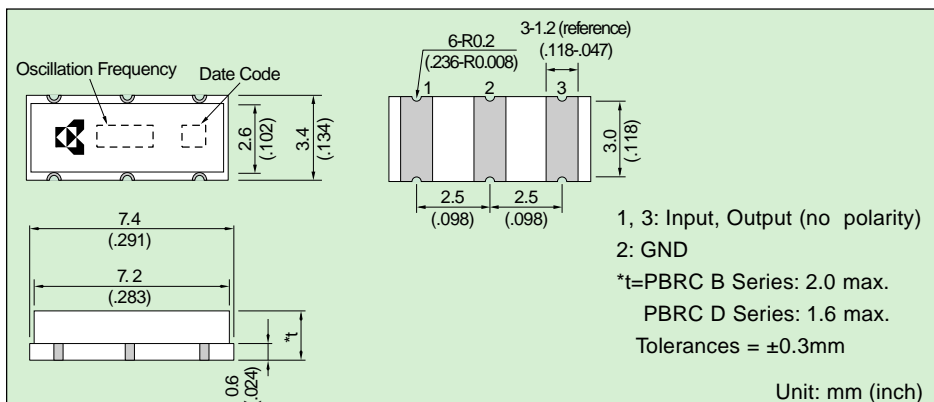 Oscillation Frequency
Date Code
2.6
(.102)
3.4
(.134)
7.4
(.291)
7.2
(.283)
*t
0.6
(.024)
6-R0.2
(.236-R0.008)
3-1.2 (reference)
(.118-.047)
1 2 3
3.0
(.118)
2.5
(.098)
2.5
(.098)
1, 3: Input, Output (no polarity)
2: GND
*t=PBRC B Series: 2.0 max.
PBRC D Series: 1.6 max.
Tolerances = ±0.3mm
Unit: mm (inch)